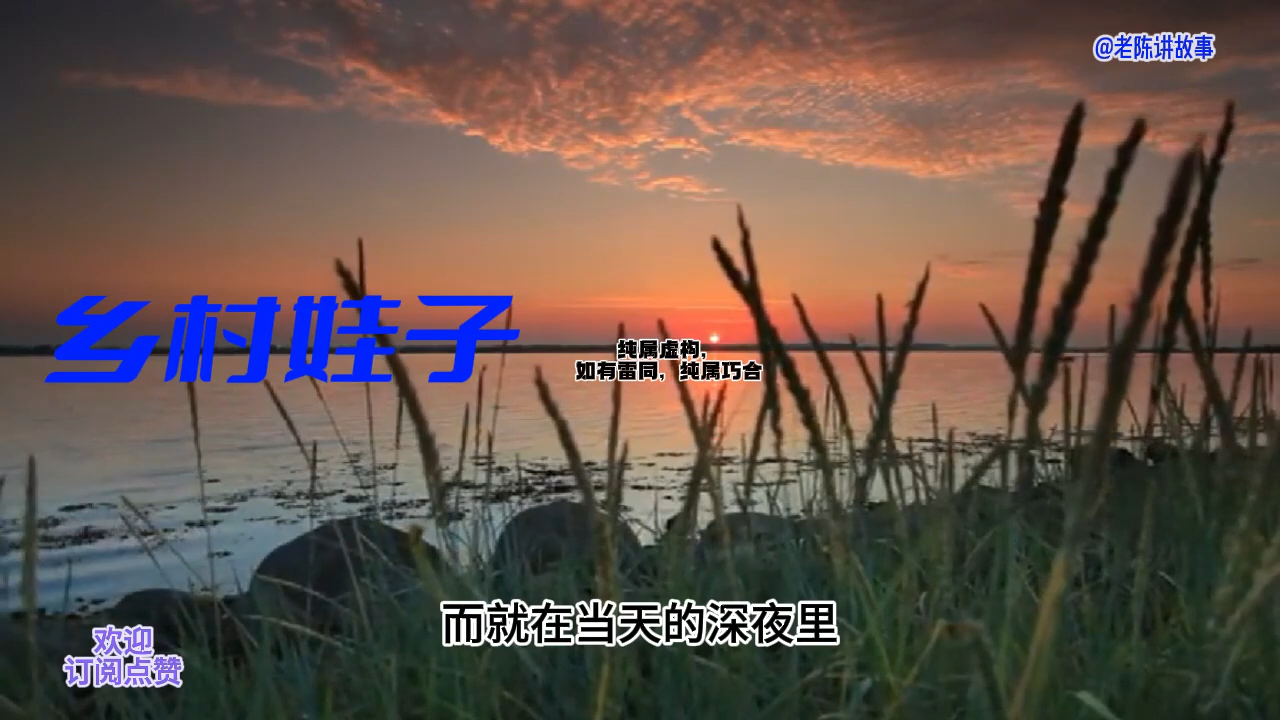 @老陈讲故事
乡村娃子
纯属虚构，
如有雷同，纯属巧合
而就在当天的深夜里
欢迎
订阅点赞